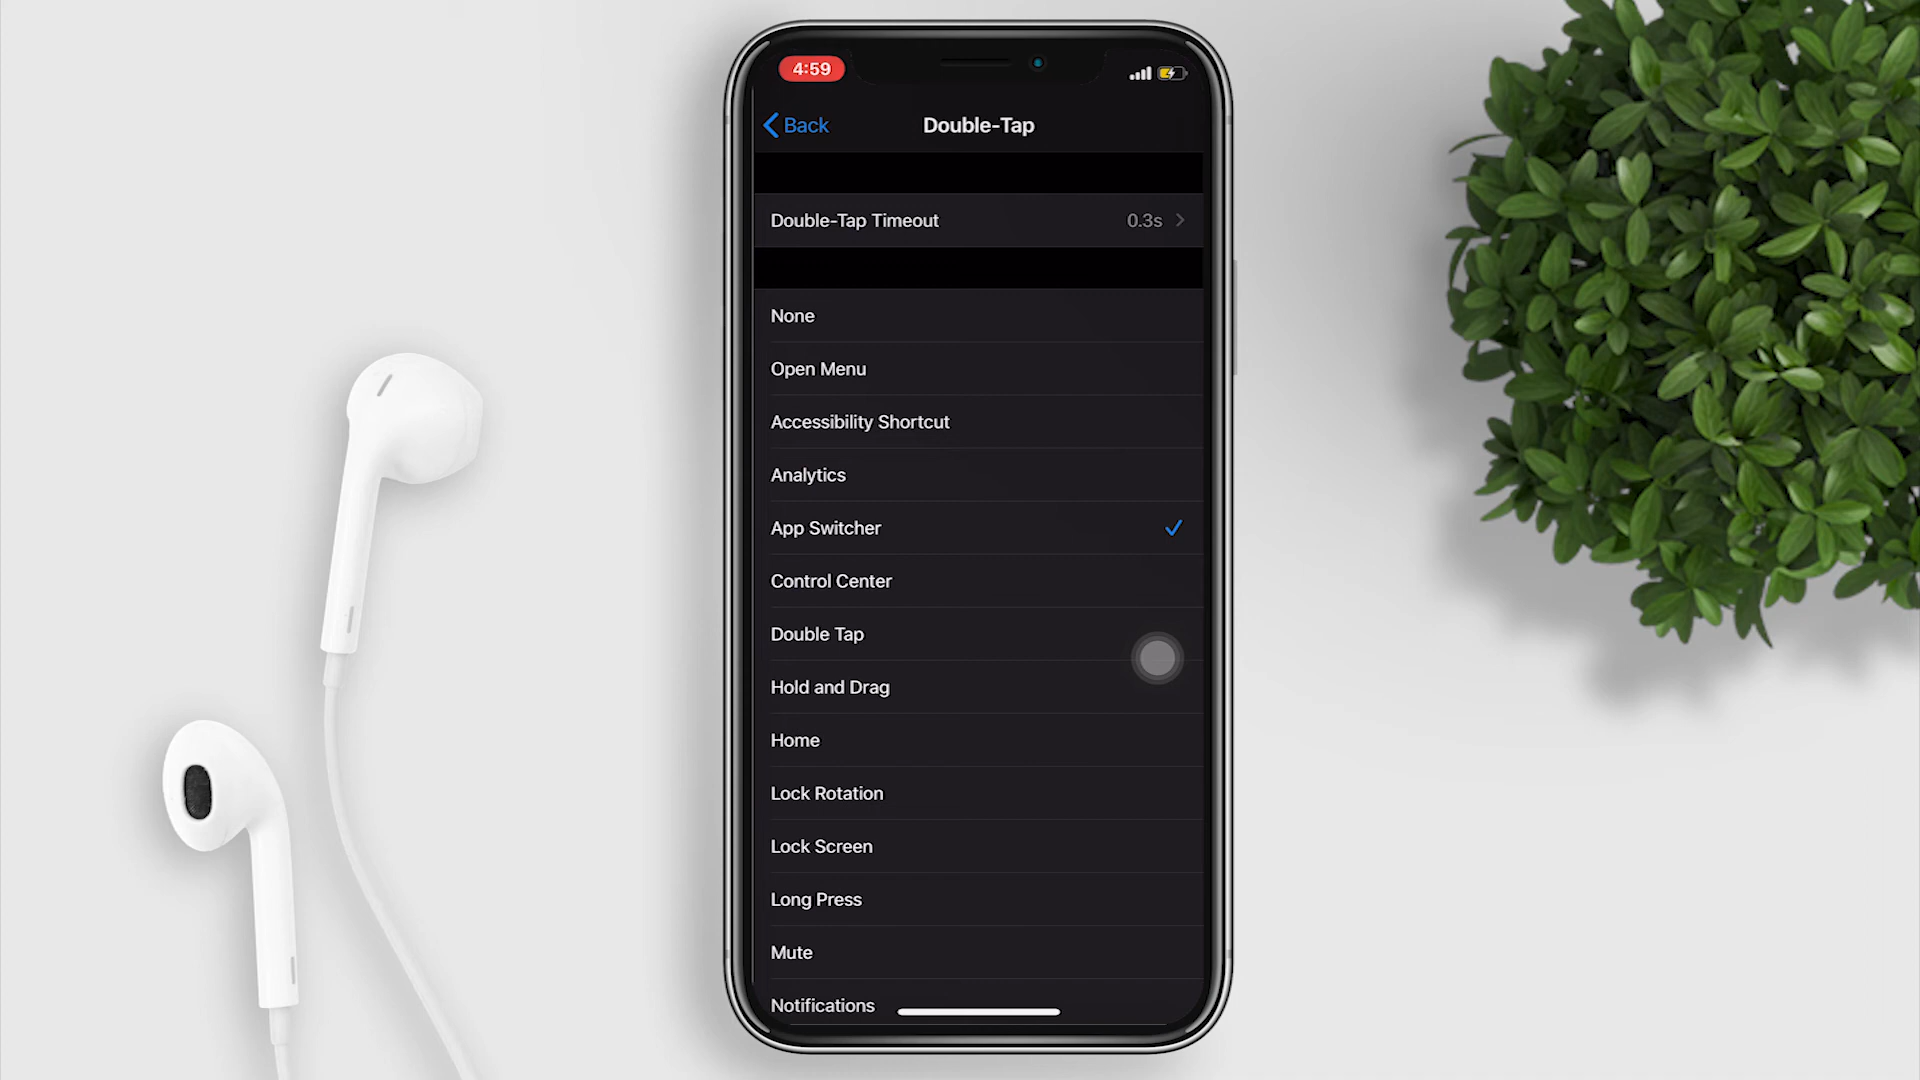 4:59
Back
Double-Tap
Double-Tap Timeout 0.3s
None
Open Menu
Accessibility Shortcut
Analytics
App Switcher
Control Center
Double Tap
Hold and Drag
Home
Lock Rotation
Lock Screen
Long Press
Mute
Notifications